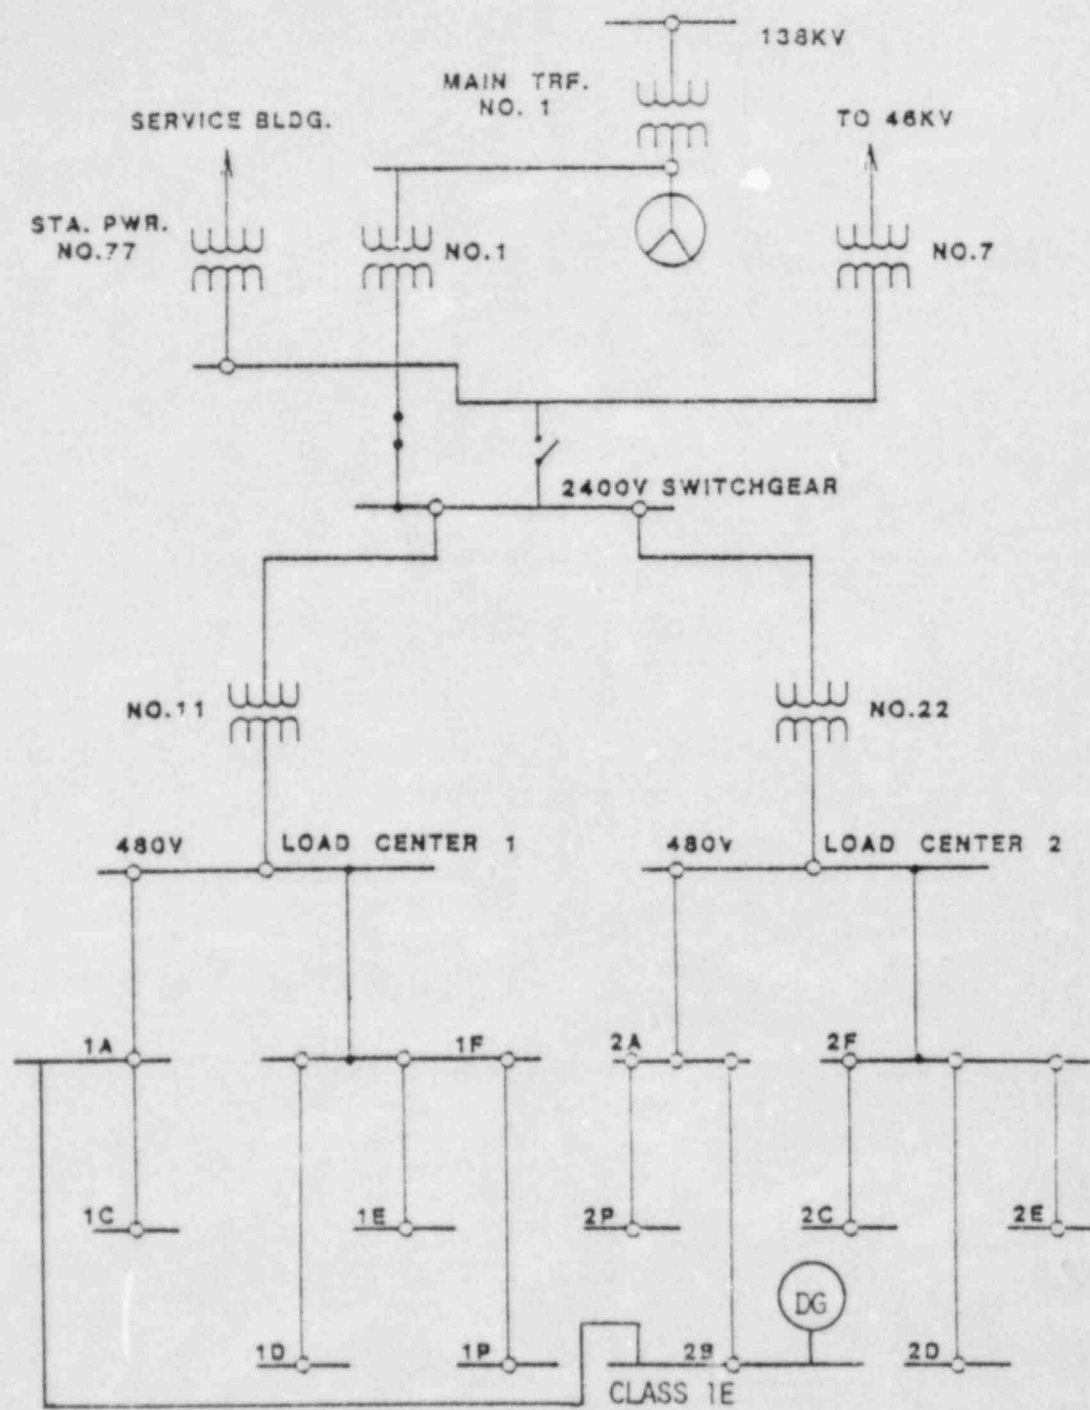 138KV
MAIN TRF.
NO. 1
SERVICE BLDG.
TO 46KV
STA. PWR.
NO.77
NO.1
NO.7
2400V SWITCHGEAR
NO.11
NO.22
480V
LOAD CENTER 1
480V
LOAD CENTER 2
1A
1F
2A
2F
1C
1E
2P
2C
2E
DG
1D
1P
2B
2D
CLASS 1E